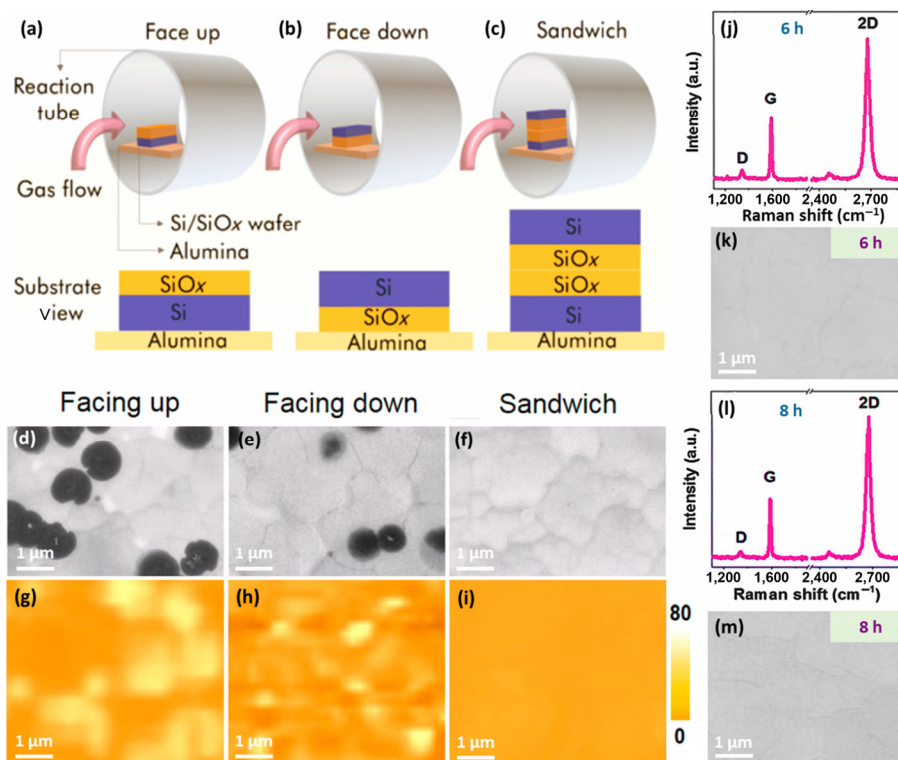 (a)
Face up
(b)
Face down
(c)
Sandwich
Reaction
tube
Gas flow
Si/SiOx wafer
Alumina
Substrate
View
SiOx
Si
Alumina
Si
SiOx
Alumina
Si
SiOx
SiOx
Si
Alumina
Facing up
Facing down
Sandwich
(d)
1 µm
(e)
1 µm
(f)
1 µm
(g)
1 µm
(h)
1 µm
(i)
1 µm
80
0
(j)
6 h
2D
G
D
Intensity (a.u.)
1,200 1,600 2,400 2,700
Raman shift (cm⁻¹)
(k)
6 h
1 µm
(l)
8 h
2D
G
D
Intensity (a.u.)
1,200 1,600 2,400 2,700
Raman shift (cm⁻¹)
(m)
8 h
1 µm